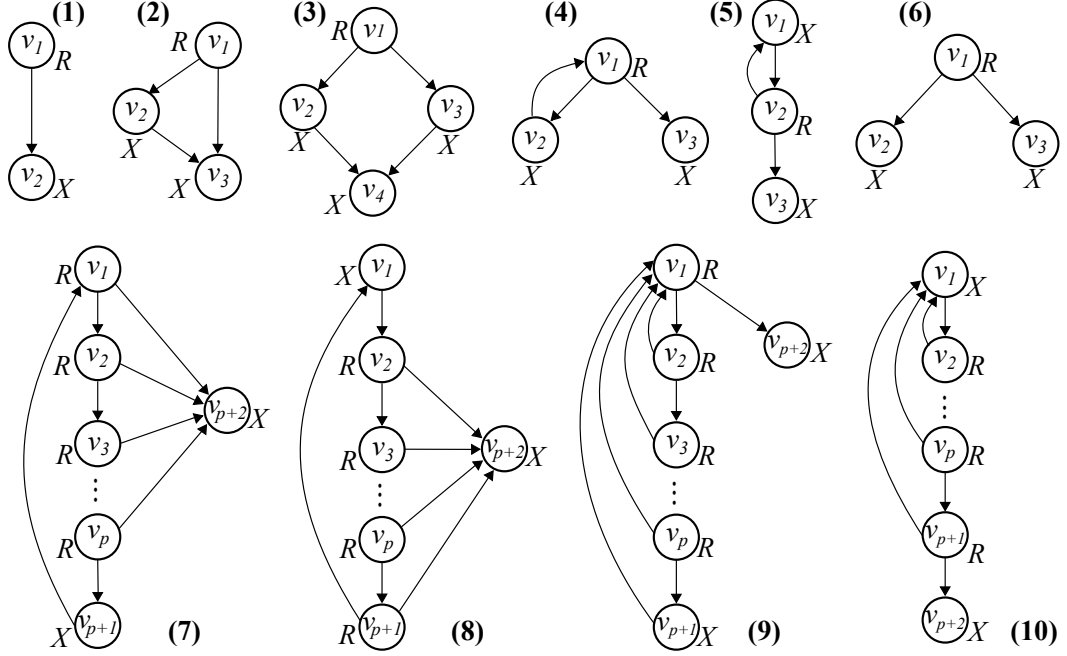 (1) (2) (3) (4) (5) (6)
v1 R
v2 X
R v1
v2 X
X v3
R v1
v2 X
v3 X
X v4
v1 R
v2 X
v3 X
v1 X
v2 R
v3 X
v1 R
v2 X
v3 X
R v1
R v2
R v3
R vp
X vp+1
vp+2 X
(7)
X v1
R v2
R v3
R vp
R vp+1
vp+2 X
(8)
v1 R
v2 R
v3 R
vp R
vp+1 X
vp+2 X
(9)
v1 X
v2 R
vp R
vp+1 R
vp+2 X
(10)